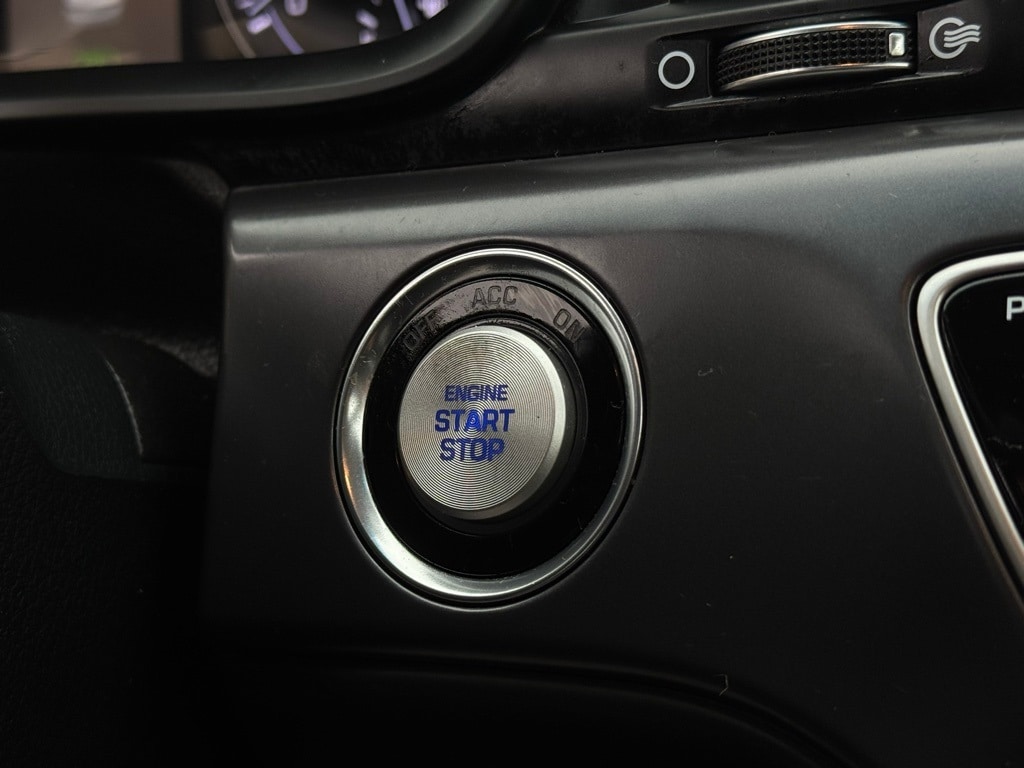 OFF ACC ON
ENGINE
START
STOP
P